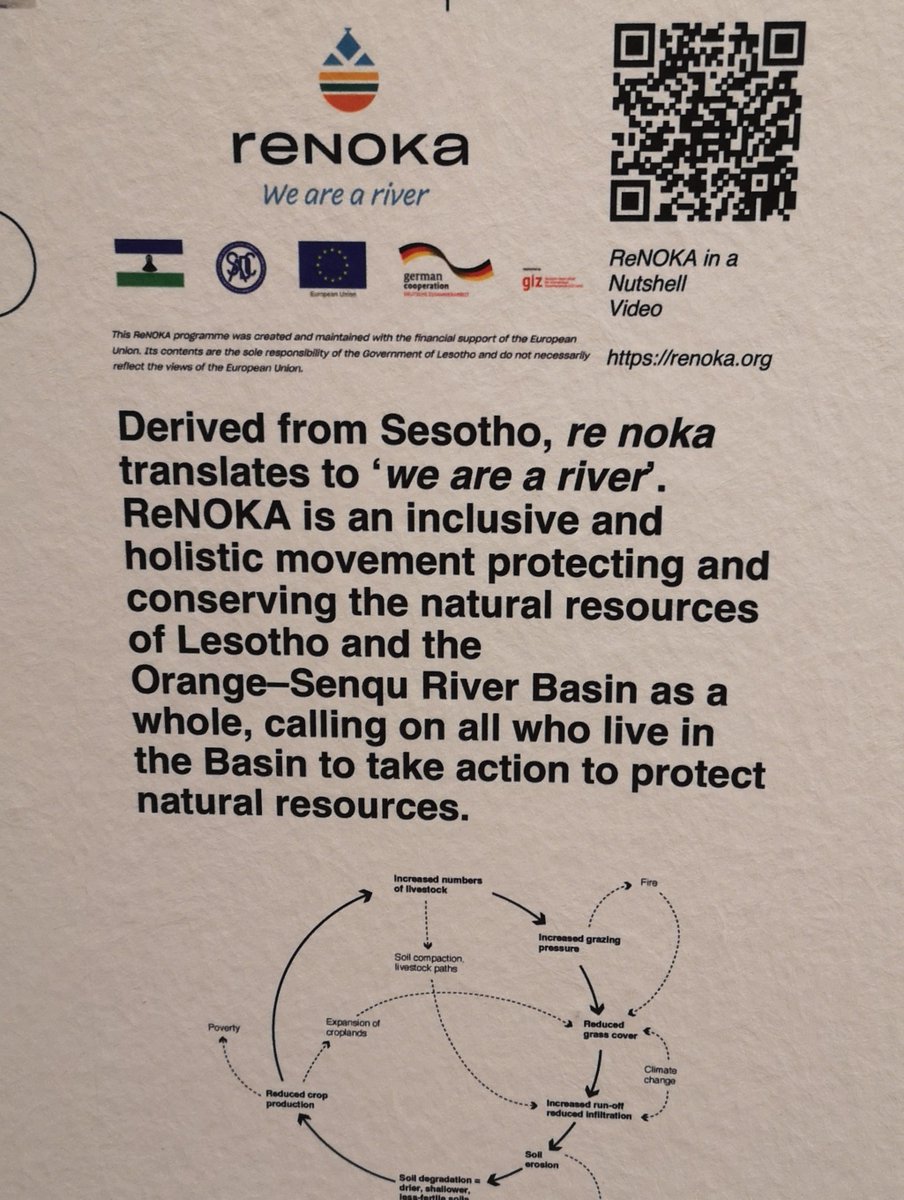 reNOKa
We are a river
SADC
European Union
german
cooperation
DEUTSCHE ZUSAMMENARBEIT
giz
ReNOKA in a
Nutshell
Video
https://renoka.org
This ReNOKA programme was created and maintained with the financial support of the European
Union. Its contents are the sole responsibility of the Government of Lesotho and do not necessarily
reflect the views of the European Union.
Derived from Sesotho, re noka
translates to ‘we are a river’.
ReNOKA is an inclusive and
holistic movement protecting and
conserving the natural resources
of Lesotho and the
Orange–Senqu River Basin as a
whole, calling on all who live in
the Basin to take action to protect
natural resources.
Increased numbers
of livestock
Fire
Increased grazing
pressure
Soil compaction,
livestock paths
Expansion of
croplands
Poverty
Reduced
grass cover
Climate
change
Reduced crop
production
Increased run-off
reduced infiltration
Soil
erosion
Soil degradation =
drier, shallower,
less-fertile soils